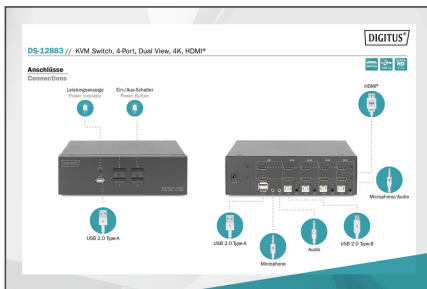 DIGITUS®
DS-12883 // KVM Switch, 4-Port, Dual View, 4K, HDMI®
Anschlüsse
Connections
Leistungsanzeige
Power Indicator
Ein-/Aus-Schalter
Power Button
HDMI®
DIGITUS
USB 2.0 Type-A
USB 2.0 Type-A
Microphone
Audio
USB 2.0 Type-B
Microphone/Audio